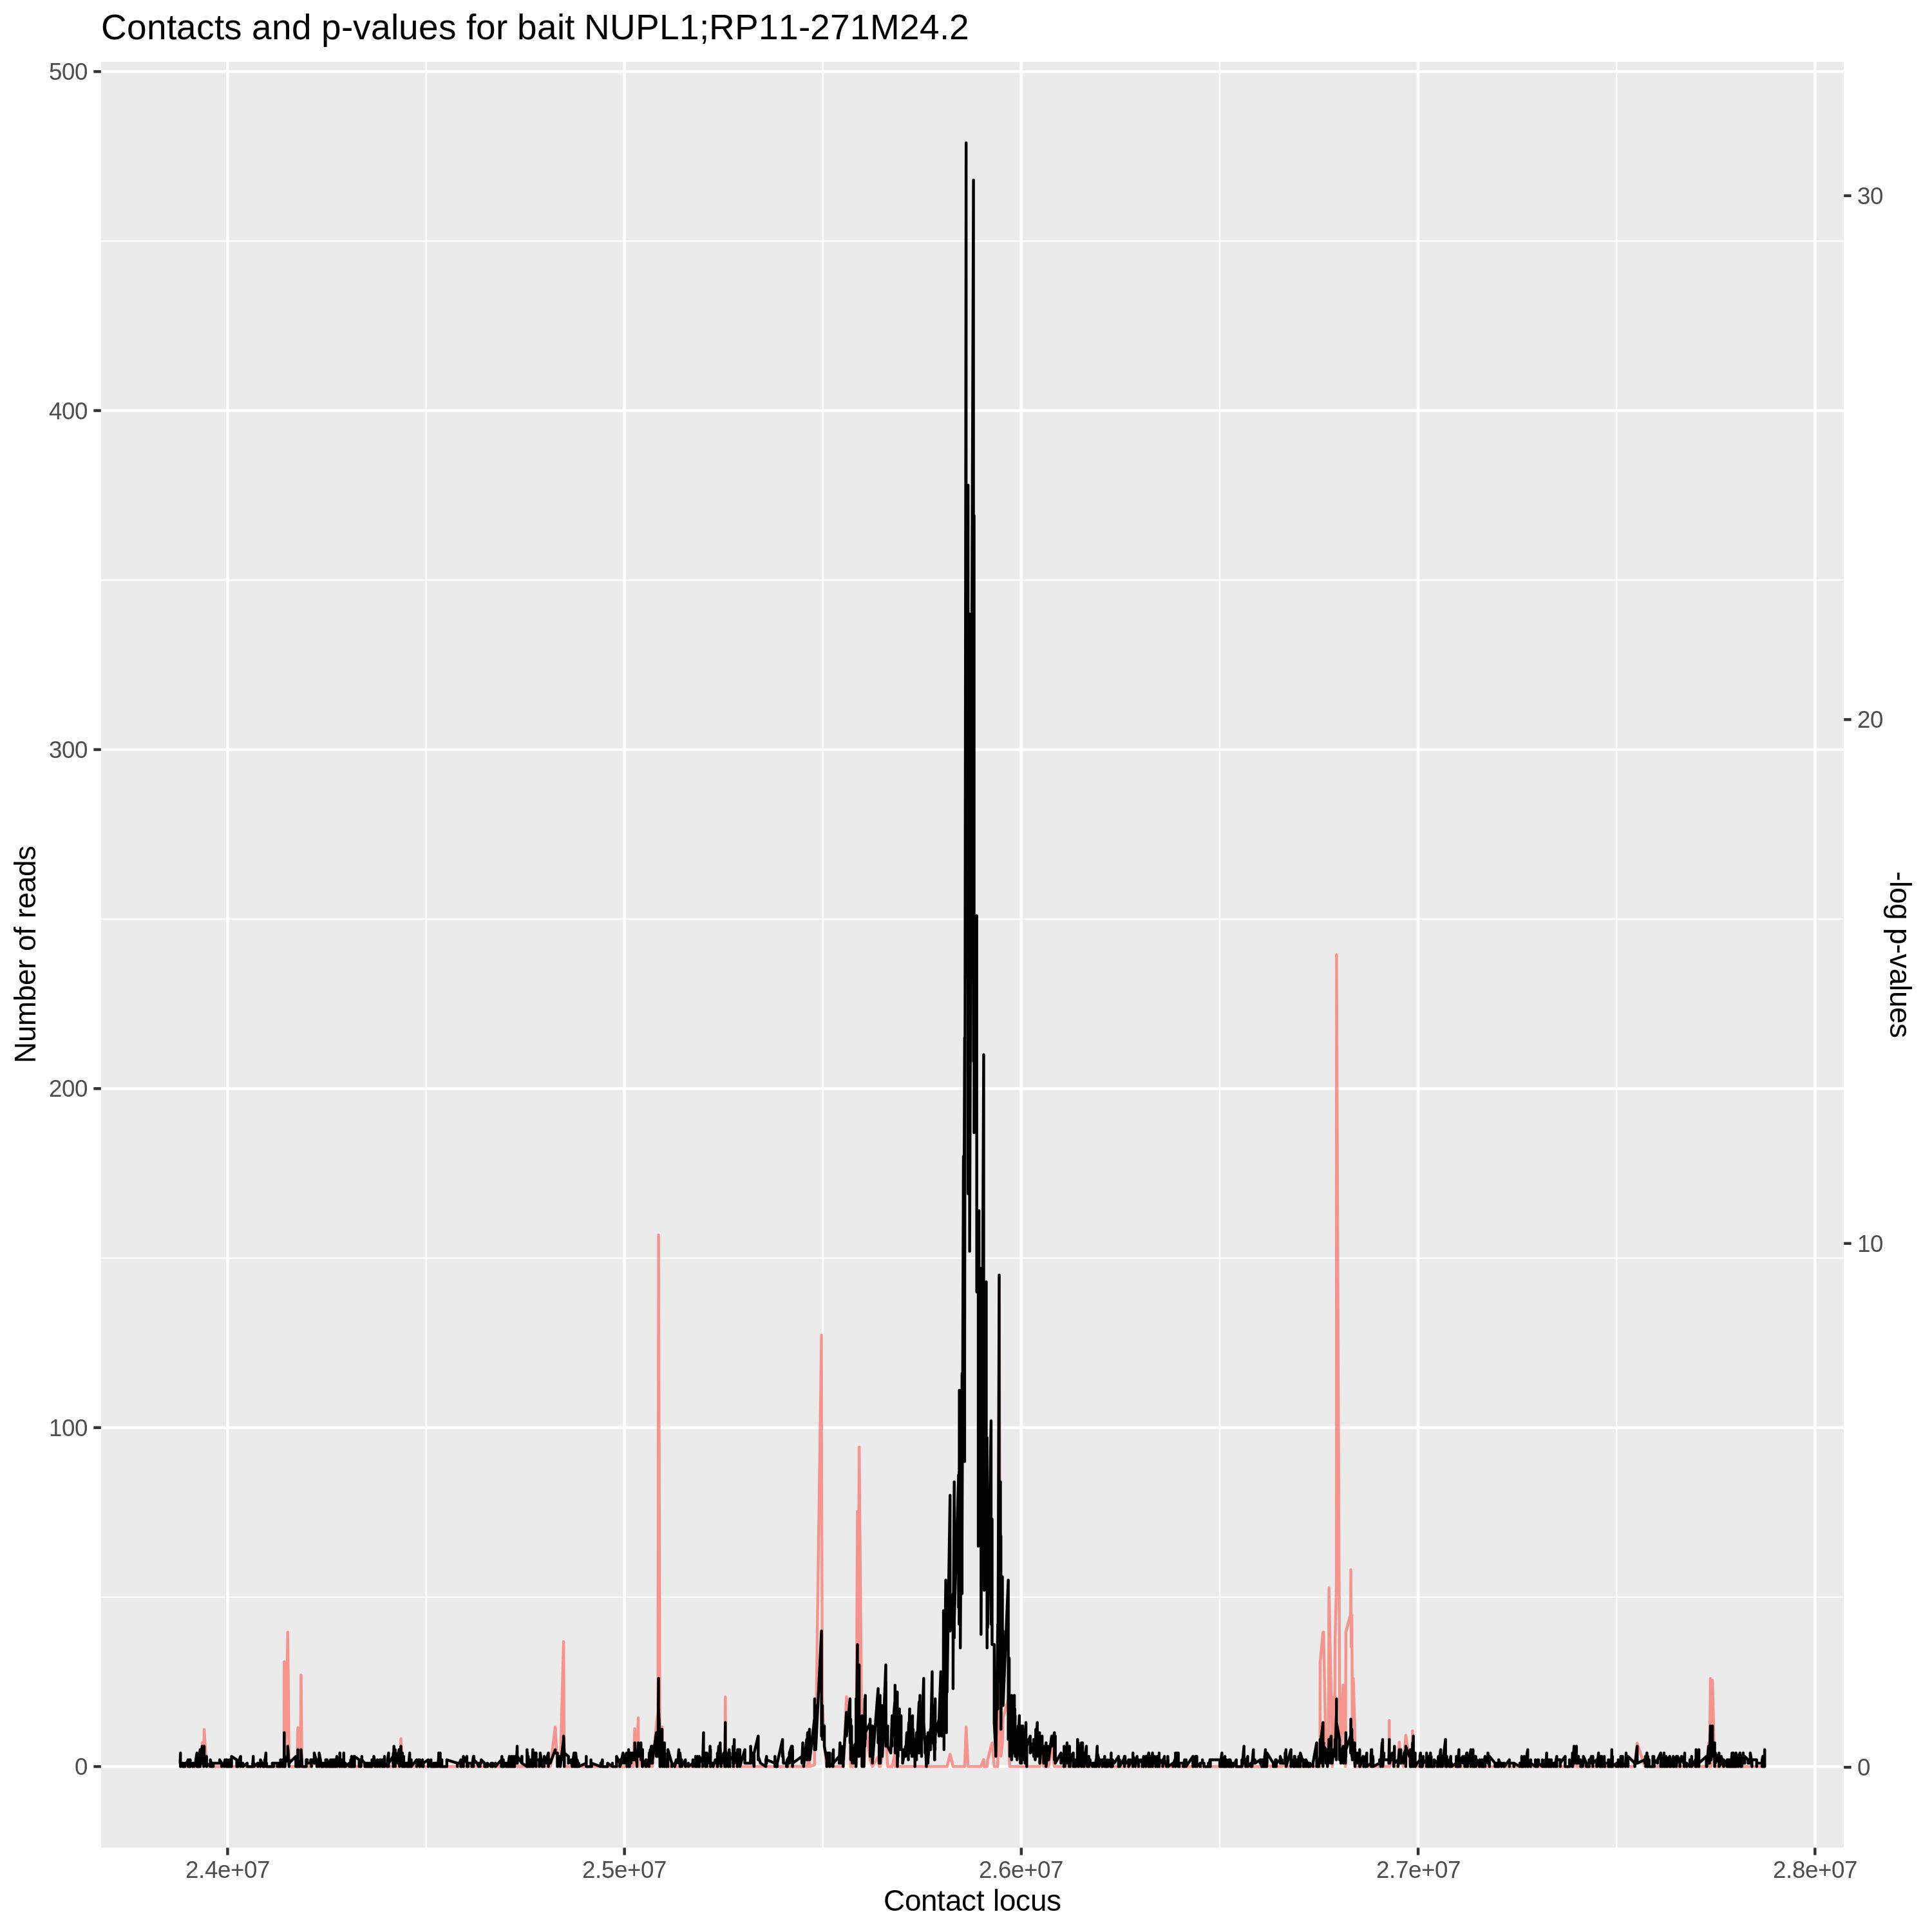 Contacts and p-values for bait NUPL1;RP11-271M24.2
500
400
300
200
100
0
Number of reads
30
20
10
0
-log p-values
2.4e+07
2.5e+07
2.6e+07
2.7e+07
2.8e+07
Contact locus